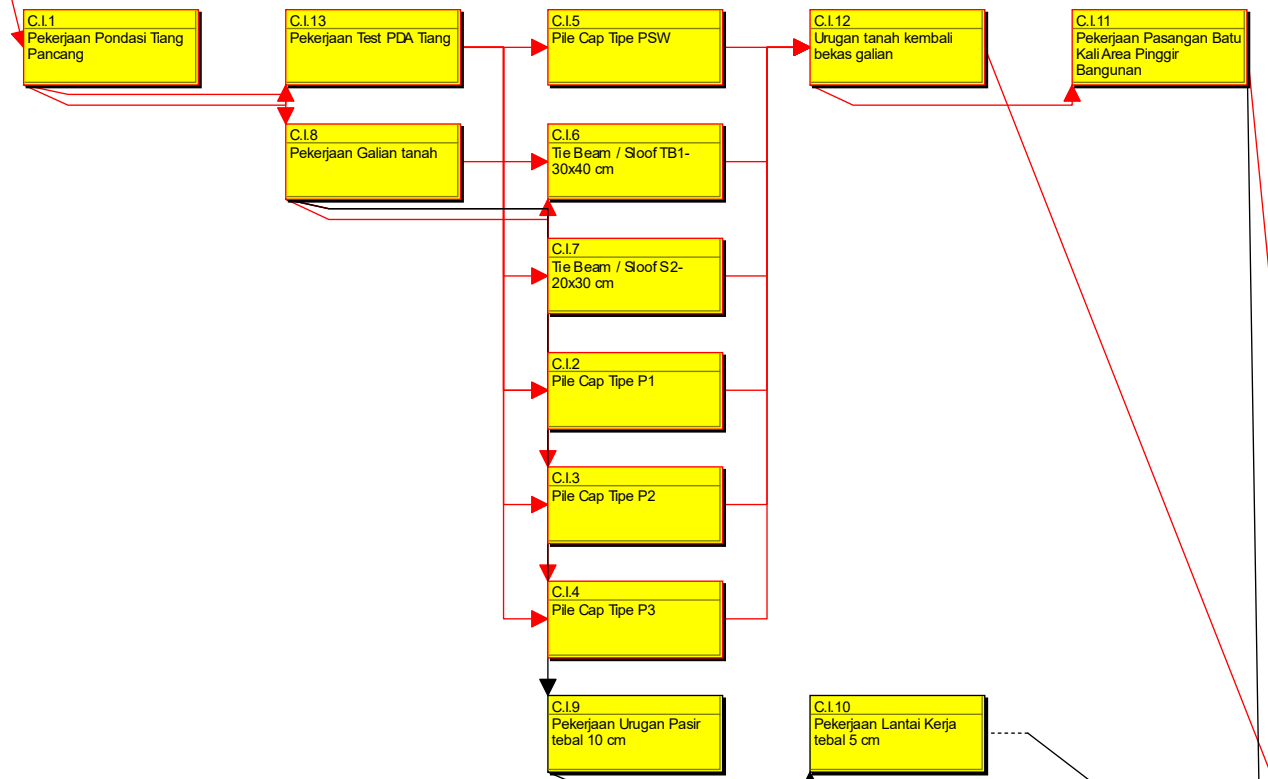 C.I.1
Pekerjaan Pondasi Tiang
Pancang
C.I.13
Pekerjaan Test PDA Tiang
C.I.5
Pile Cap Tipe PSW
C.I.12
Urugan tanah kembali
bekas galian
C.I.11
Pekerjaan Pasangan Batu
Kali Area Pinggir
Bangunan
C.I.8
Pekerjaan Galian tanah
C.I.6
Tie Beam / Sloof TB1-
30x40 cm
C.I.7
Tie Beam / Sloof S2-
20x30 cm
C.I.2
Pile Cap Tipe P1
C.I.3
Pile Cap Tipe P2
C.I.4
Pile Cap Tipe P3
C.I.9
Pekerjaan Urugan Pasir
tebal 10 cm
C.I.10
Pekerjaan Lantai Kerja
tebal 5 cm